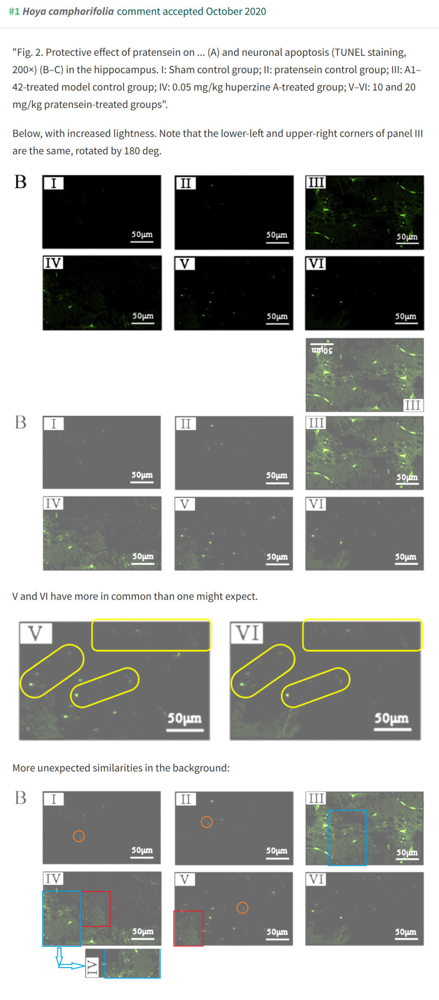 #1 Hoya camphorifolia comment accepted October 2020
"Fig. 2. Protective effect of pratensein on ... (A) and neuronal apoptosis (TUNEL staining,
200×) (B–C) in the hippocampus. I: Sham control group; II: pratensein control group; III: A1–
42-treated model control group; IV: 0.05 mg/kg huperzine A-treated group; V–VI: 10 and 20
mg/kg pratensein-treated groups".
Below, with increased lightness. Note that the lower-left and upper-right corners of panel III
are the same, rotated by 180 deg.
B I II III
50μm 50μm 50μm
IV V VI
50μm 50μm 50μm
50μm
III
B I II III
50μm 50μm 50μm
IV V VI
50μm 50μm 50μm
V and VI have more in common than one might expect.
V VI
50μm 50μm
More unexpected similarities in the background:
B I II III
50μm 50μm 50μm
IV V VI
50μm 50μm 50μm
IV